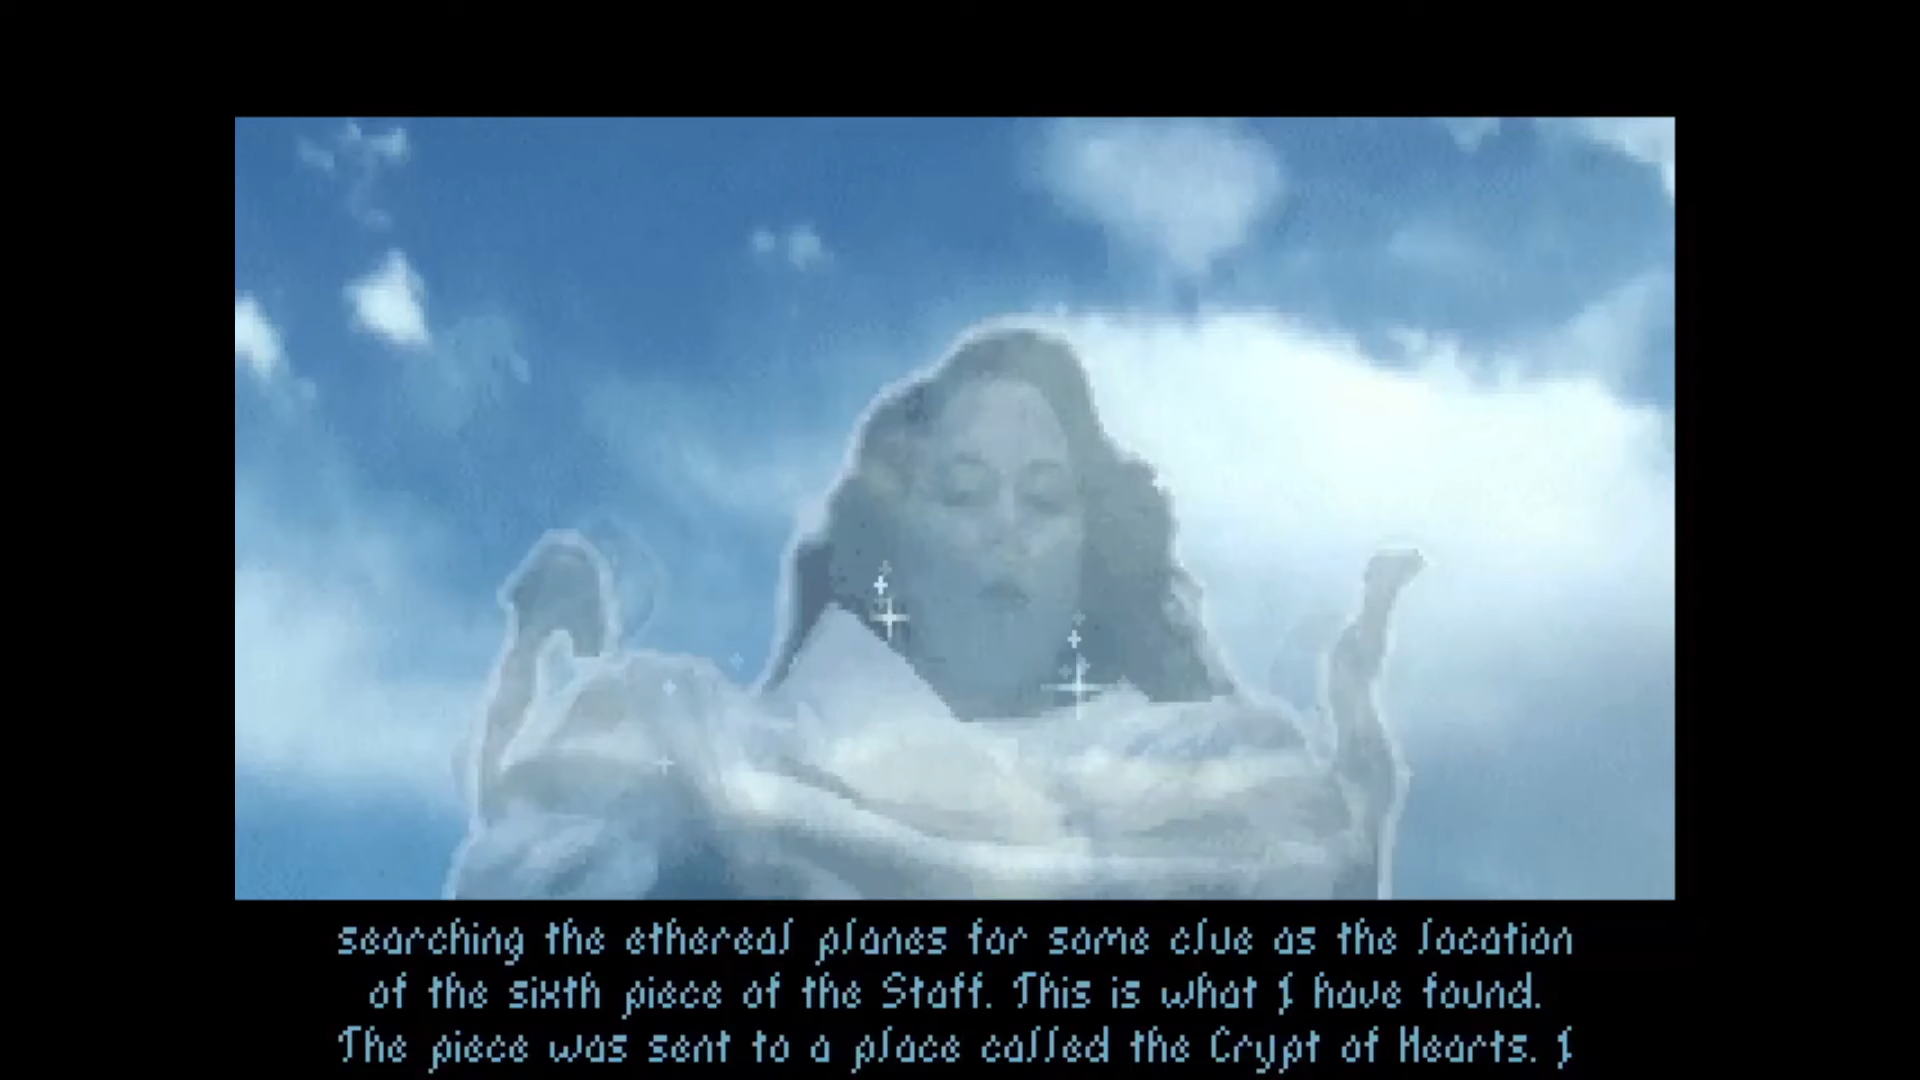 searching the ethereal planes for some clue as the location
of the sixth piece of the Staff. This is what I have found.
The piece was sent to a place called the Crypt of Hearts. I